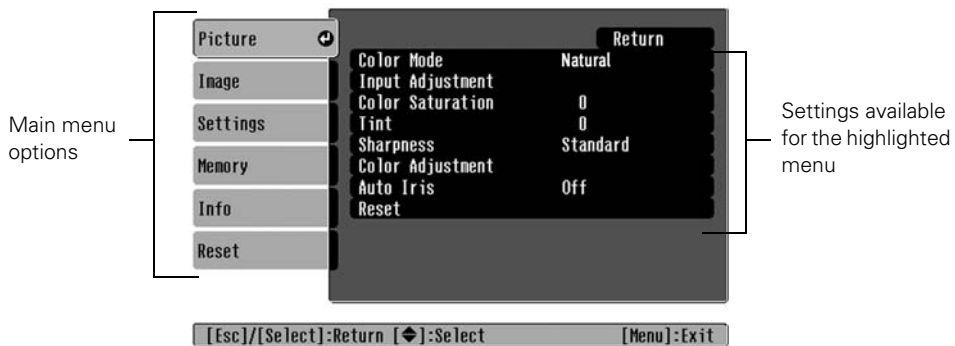 Main menu
options
Picture
Image
Settings
Memory
Info
Reset
Return
Color Mode Natural
Input Adjustment
Color Saturation 0
Tint 0
Sharpness Standard
Color Adjustment
Auto Iris Off
Reset
Settings available
for the highlighted
menu
[Esc]/[Select]:Return [◆]:Select [Menu]:Exit